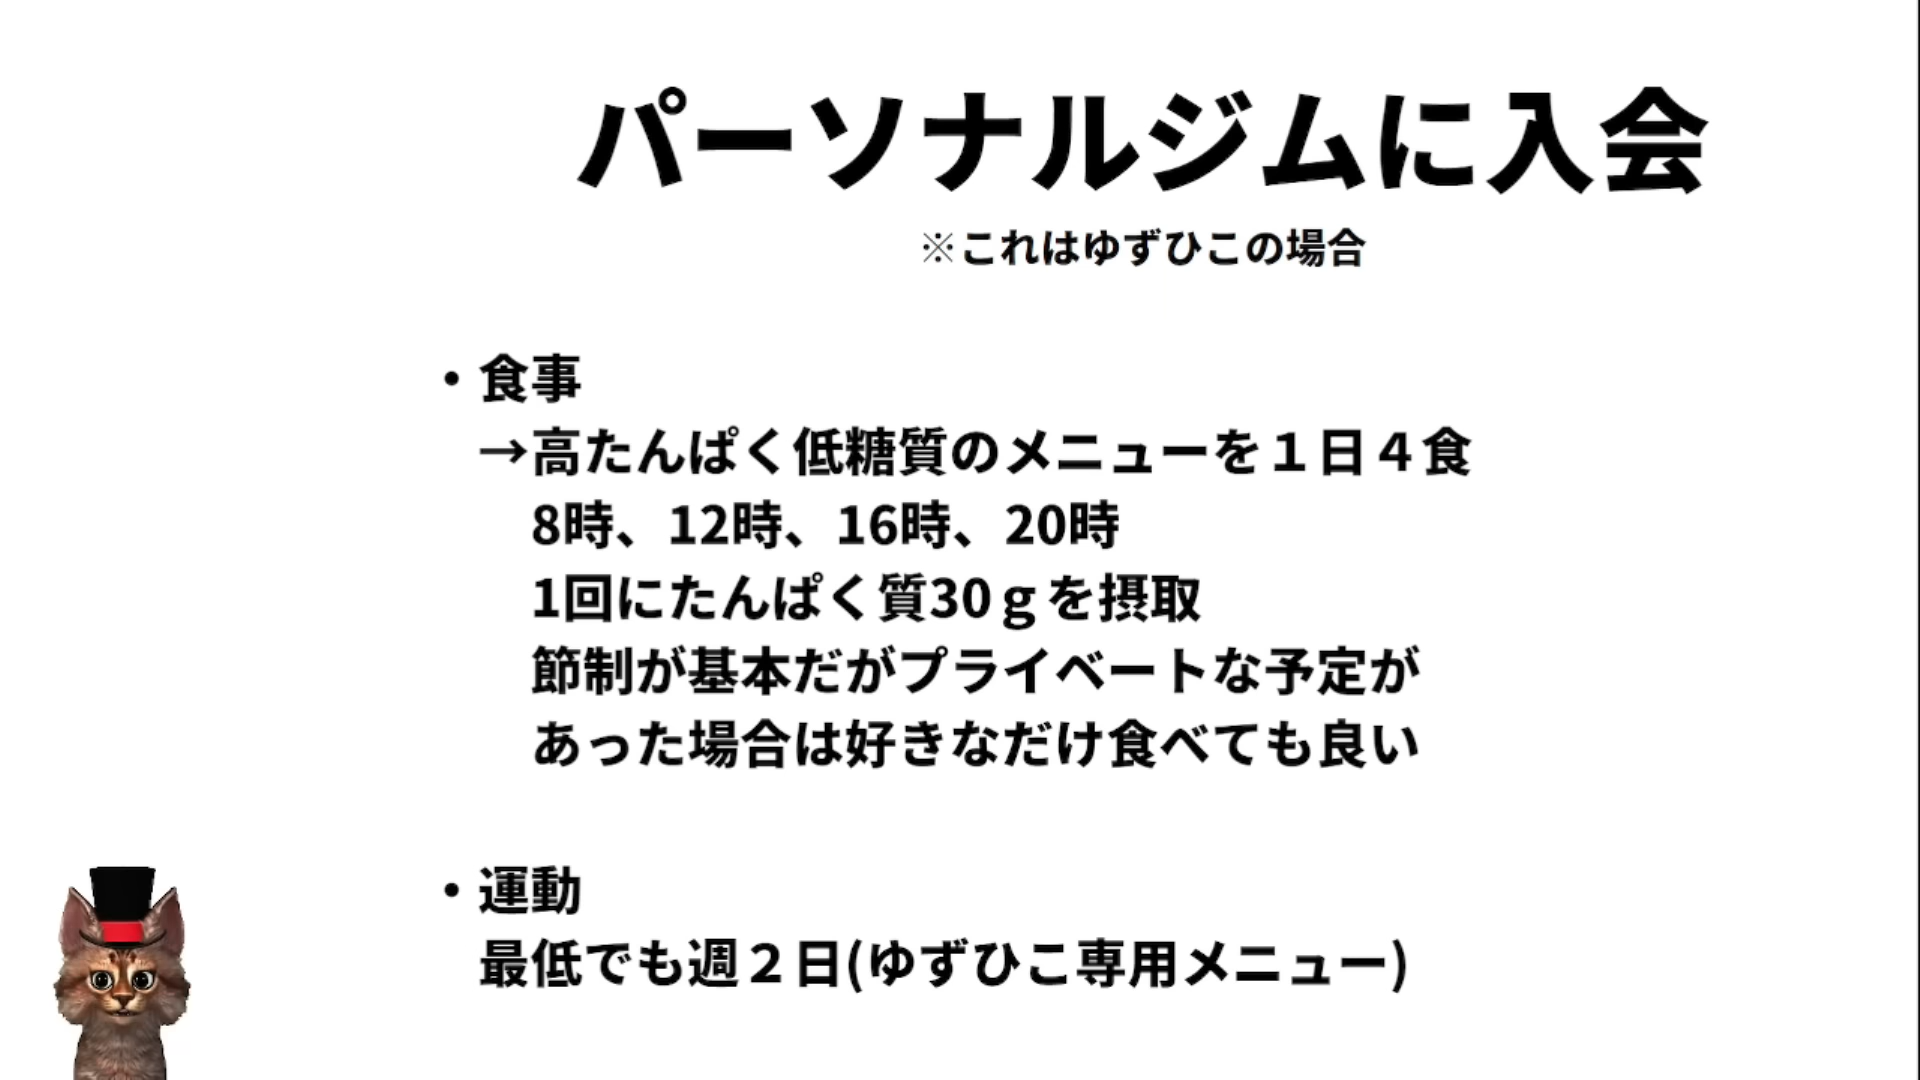 パーソナルジムに入会
※これはゆずひこの場合
・食事
→高たんぱく低糖質のメニューを１日４食
8時、12時、16時、20時
1回にたんぱく質30ｇを摂取
節制が基本だがプライベートな予定が
あった場合は好きなだけ食べても良い
・運動
最低でも週２日(ゆずひこ専用メニュー)